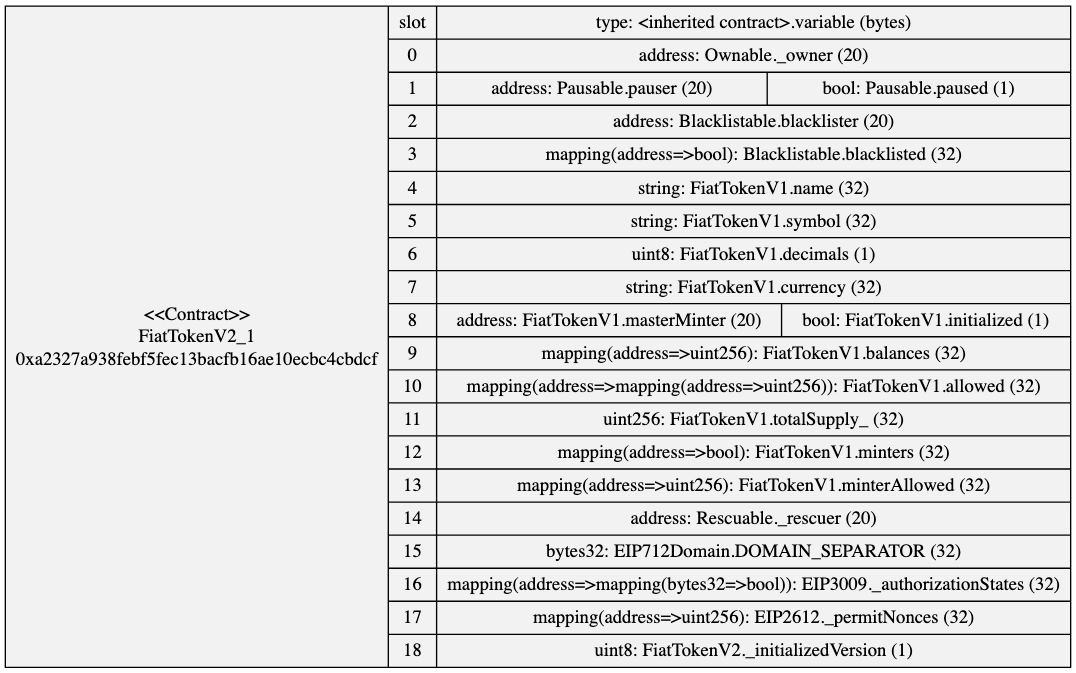 <<Contract>>
FiatTokenV2_1
0xa2327a938febf5fec13bacfb16ae10ecbc4cbdcf
slot type: <inherited contract>.variable (bytes)
0 address: Ownable._owner (20)
1 address: Pausable.pauser (20) bool: Pausable.paused (1)
2 address: Blacklistable.blacklister (20)
3 mapping(address=>bool): Blacklistable.blacklisted (32)
4 string: FiatTokenV1.name (32)
5 string: FiatTokenV1.symbol (32)
6 uint8: FiatTokenV1.decimals (1)
7 string: FiatTokenV1.currency (32)
8 address: FiatTokenV1.masterMinter (20) bool: FiatTokenV1.initialized (1)
9 mapping(address=>uint256): FiatTokenV1.balances (32)
10 mapping(address=>mapping(address=>uint256)): FiatTokenV1.allowed (32)
11 uint256: FiatTokenV1.totalSupply_ (32)
12 mapping(address=>bool): FiatTokenV1.minters (32)
13 mapping(address=>uint256): FiatTokenV1.minterAllowed (32)
14 address: Rescuable._rescuer (20)
15 bytes32: EIP712Domain.DOMAIN_SEPARATOR (32)
16 mapping(address=>mapping(bytes32=>bool)): EIP3009._authorizationStates (32)
17 mapping(address=>uint256): EIP2612._permitNonces (32)
18 uint8: FiatTokenV2._initializedVersion (1)